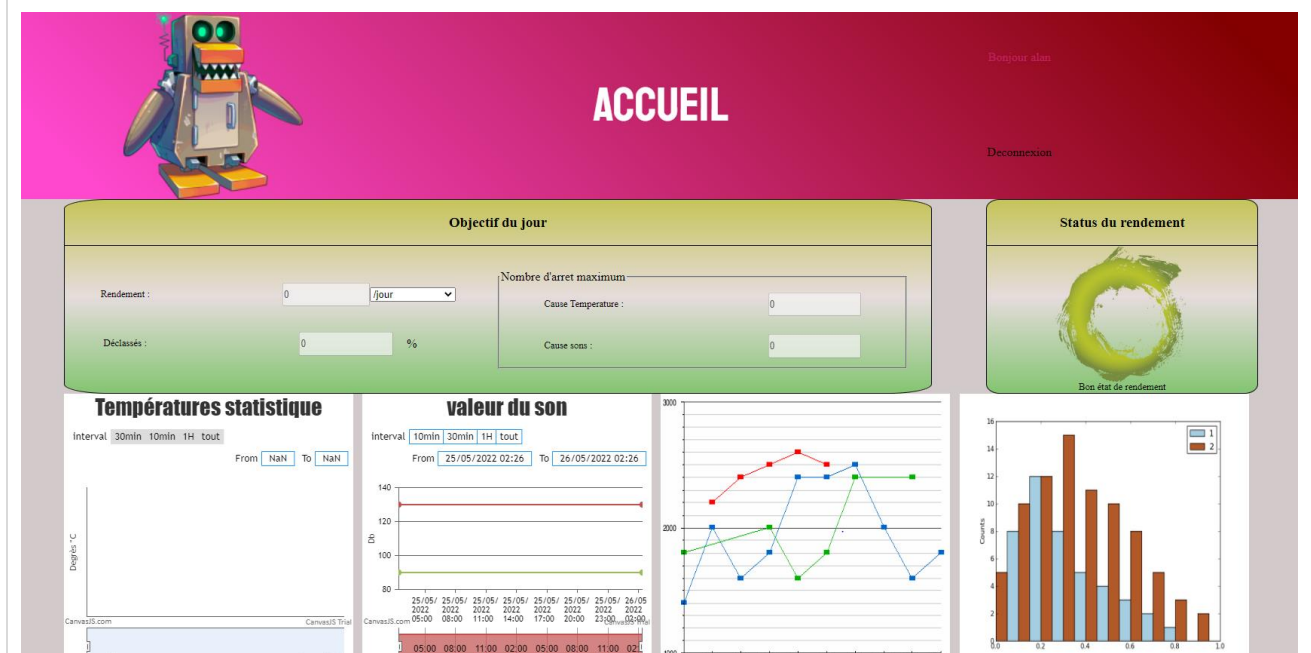 Bonjour alan
ACCUEIL
Deconnexion
Objectif du jour
Status du rendement
Nombre d'arret maximum
Rendement :
0
/jour
Cause Temperature :
0
Déclassés :
0
%
Cause sons :
0
Bon état de rendement
Températures statistique
Interval 30min 10min 1H tout
From NaN To NaN
Degrès °C
CanvasJS.com
CanvasJS Trial
valeur du son
Interval 10min 30min 1H tout
From 25/05/2022 02:26 To 26/05/2022 02:26
140
120
100
80
Db
25/05/ 25/05/ 25/05/ 25/05/ 25/05/ 25/05/ 25/05/ 26/05
2022 2022 2022 2022 2022 2022 2022 2022
05:00 08:00 11:00 14:00 17:00 20:00 23:00 02:00
CanvasJS.com
05:00 08:00 11:00 02:00 05:00 08:00 11:00
3000
2000
16
14
12
10
8
6
4
2
0
Counts
1
2
0.0 0.2 0.4 0.6 0.8 1.0